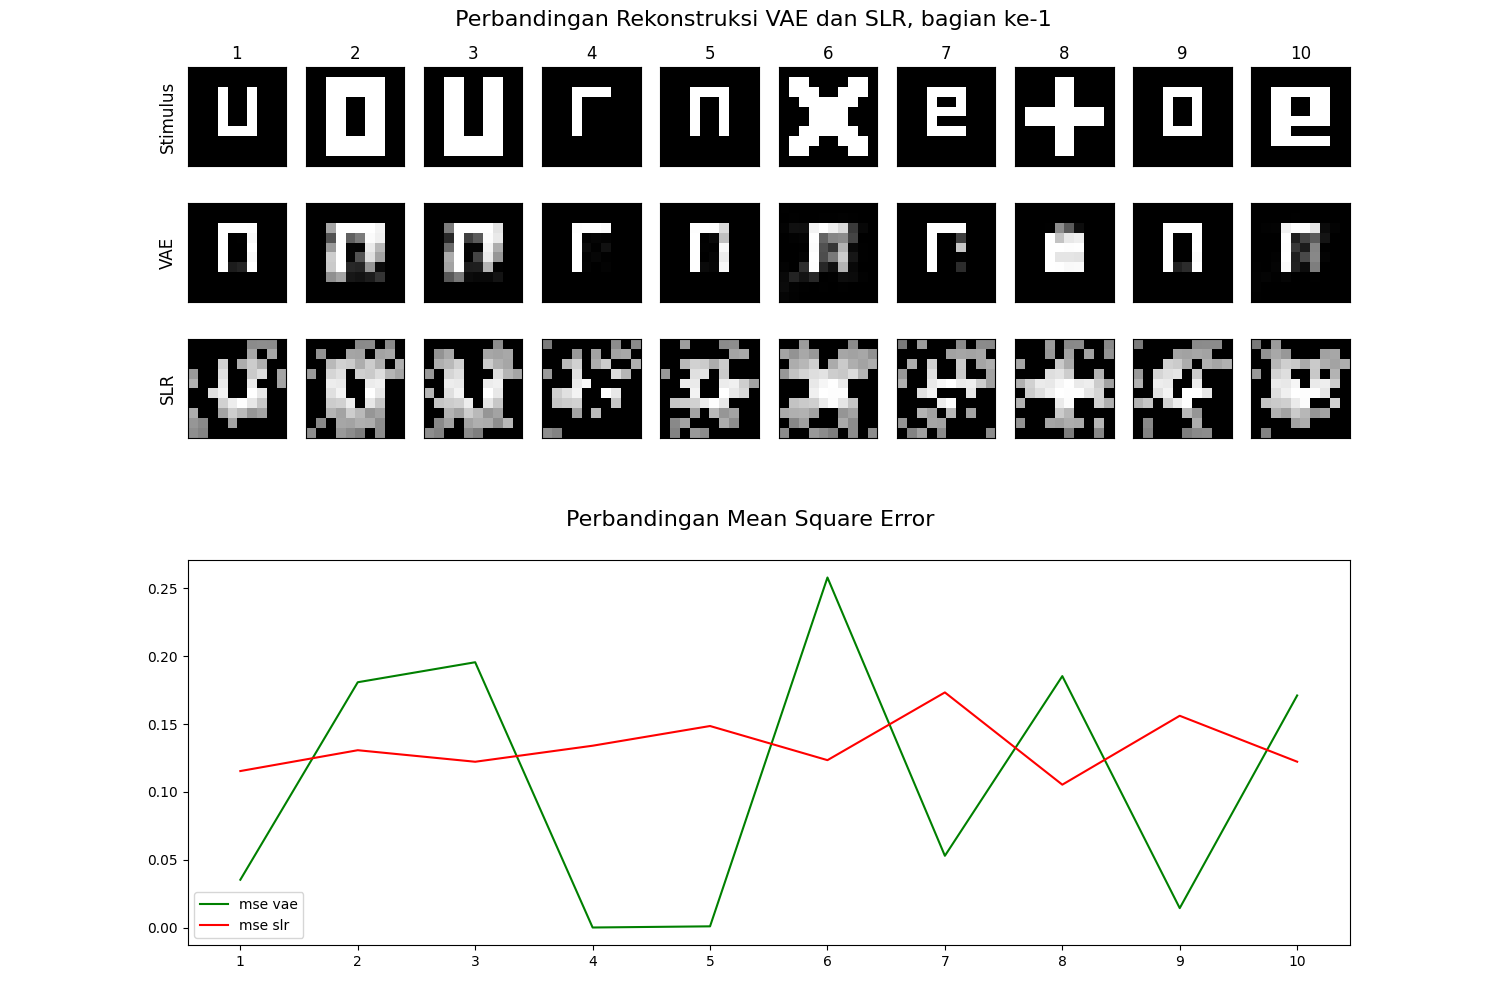 Perbandingan Rekonstruksi VAE dan SLR, bagian ke-1
1 2 3 4 5 6 7 8 9 10
Stimulus
VAE
SLR
Perbandingan Mean Square Error
0.25
0.20
0.15
0.10
0.05
0.00
mse vae
mse slr
1 2 3 4 5 6 7 8 9 10